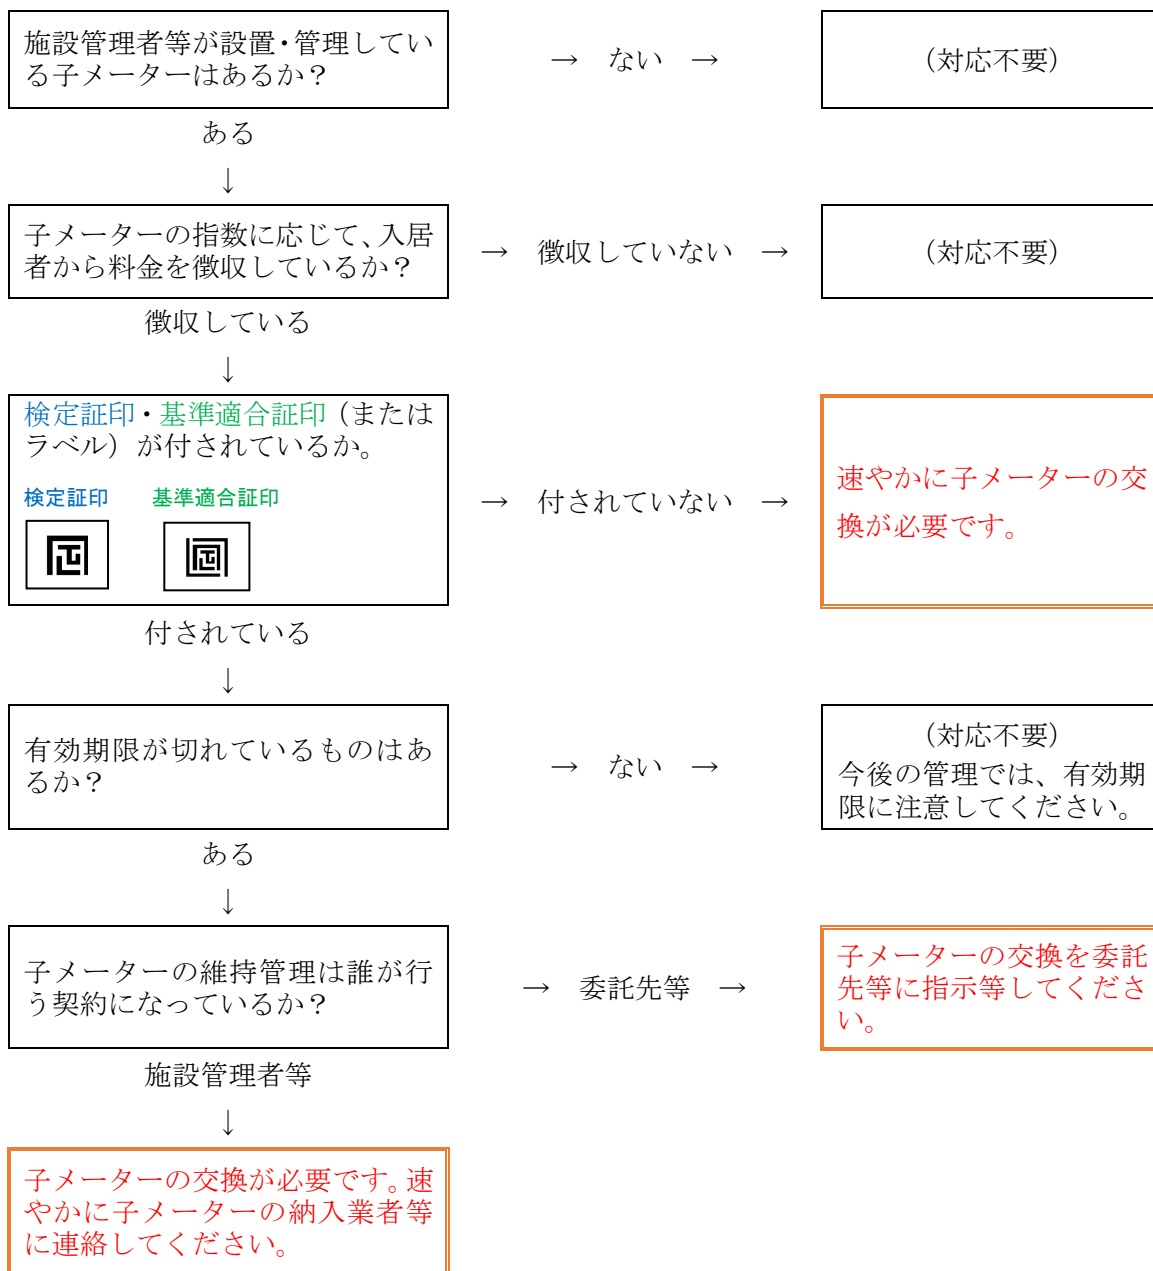 施設管理者等が設置・管理してい
る子メーターはあるか？
→ ない →
（対応不要）
ある
↓
子メーターの指数に応じて、入居
者から料金を徴収しているか？
→ 徴収していない →
（対応不要）
徴収している
↓
検定証印・基準適合証印（または
ラベル）が付されているか。
検定証印 基準適合証印
→ 付されていない →
速やかに子メーターの交
換が必要です。
付されている
↓
有効期限が切れているものはあ
るか？
→ ない →
（対応不要）
今後の管理では、有効期
限に注意してください。
ある
↓
子メーターの維持管理は誰が行
う契約になっているか？
→ 委託先等 →
子メーターの交換を委託
先等に指示等してくださ
い。
施設管理者等
↓
子メーターの交換が必要です。速
やかに子メーターの納入業者等
に連絡してください。